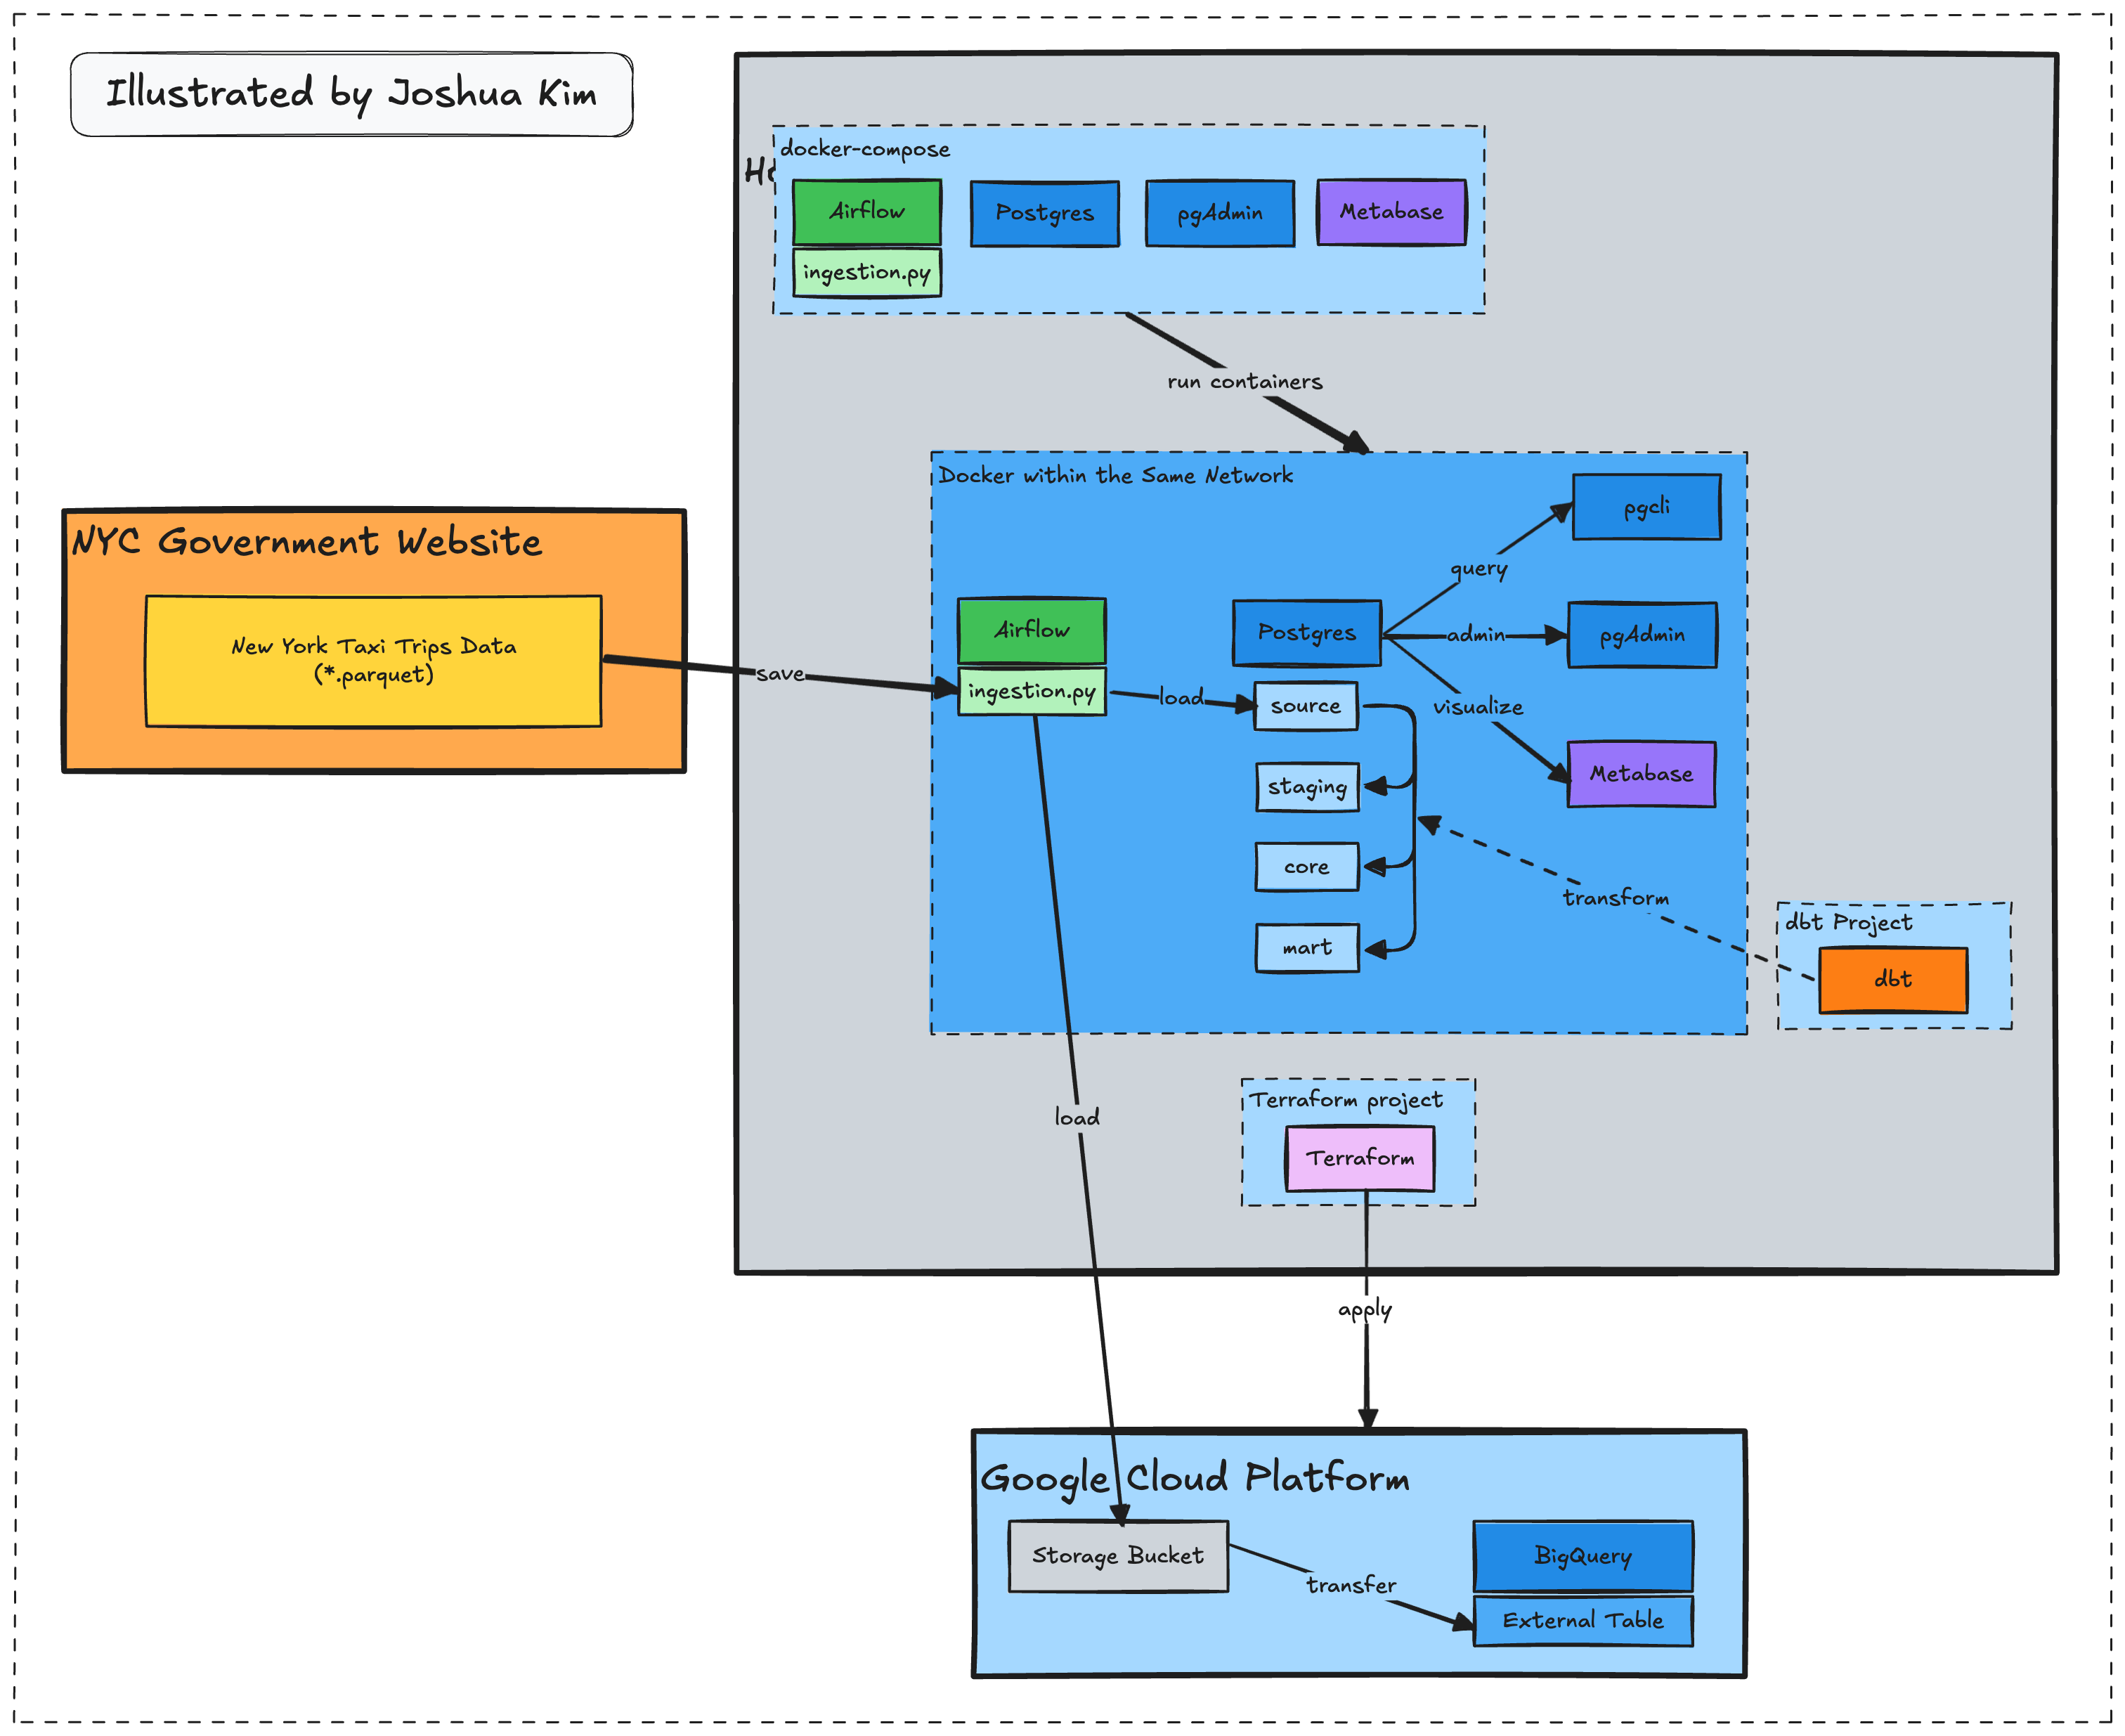 Illustrated by Joshua Kim
docker-compose
Airflow
ingestion.py
Postgres
pgAdmin
Metabase
run containers
Docker within the Same Network
pgcli
query
Airflow
ingestion.py
Postgres
admin
pgAdmin
load
source
visualize
Metabase
staging
core
mart
transform
NYC Government Website
New York Taxi Trips Data
(*.parquet)
save
dbt Project
dbt
Terraform project
Terraform
load
apply
Google Cloud Platform
Storage Bucket
transfer
BigQuery
External Table